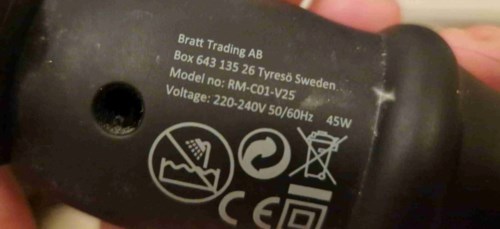 Bratt Trading AB
Box 643 135 26 Tyresö Sweden
Model no: RM-C01-V25
Voltage: 220-240V 50/60Hz 45W
CE